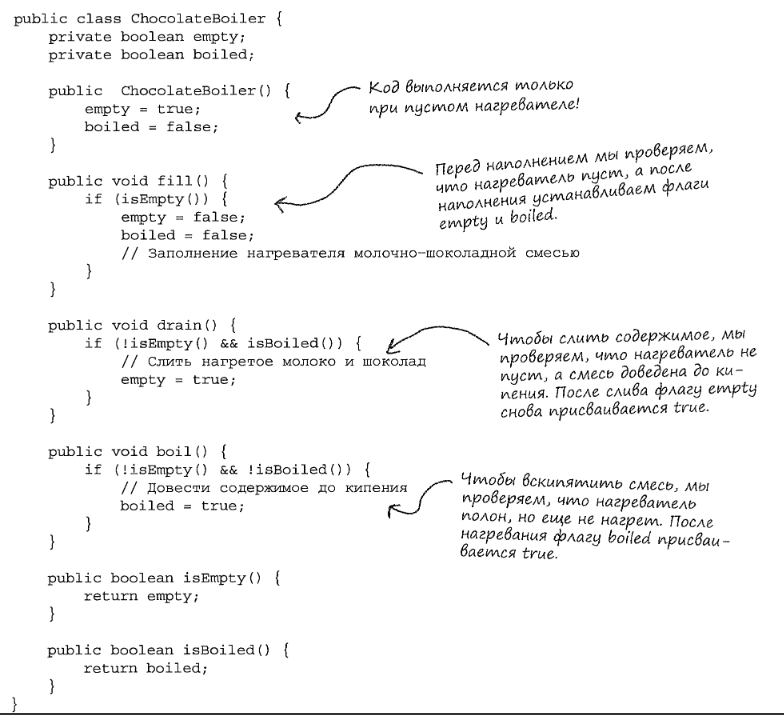 public class ChocolateBoiler {
private boolean empty;
private boolean boiled;
public ChocolateBoiler() {
empty = true;
boiled = false;
}
Код выполняется только
при пустом нагревателе!
public void fill() {
if (isEmpty()) {
empty = false;
boiled = false;
// Заполнение нагревателя молочно-шоколадной смесью
}
}
Перед наполнением мы проверяем,
что нагреватель пуст, а после
наполнения устанавливаем флаги
empty и boiled.
public void drain() {
if (!isEmpty() && isBoiled()) {
// Слить нагретое молоко и шоколад
empty = true;
}
}
Чтобы слить содержимое, мы
проверяем, что нагреватель не
пуст, а смесь доведена до ки-
пения. После слива флагу empty
снова присваивается true.
public void boil() {
if (!isEmpty() && !isBoiled()) {
// Довести содержимое до кипения
boiled = true;
}
}
Чтобы вскипятить смесь, мы
проверяем, что нагреватель
полон, но еще не нагрет. После
нагревания флагу boiled присваи-
вается true.
public boolean isEmpty() {
return empty;
}
public boolean isBoiled() {
return boiled;
}
}